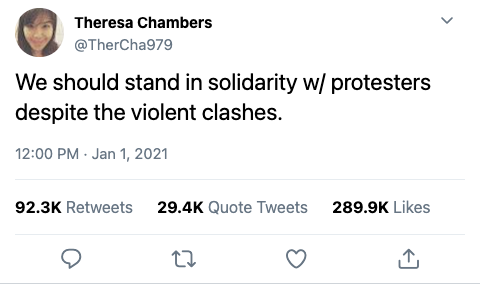 Theresa Chambers
@TherCha979
We should stand in solidarity w/ protesters
despite the violent clashes.
12:00 PM · Jan 1, 2021
92.3K Retweets 29.4K Quote Tweets 289.9K Likes